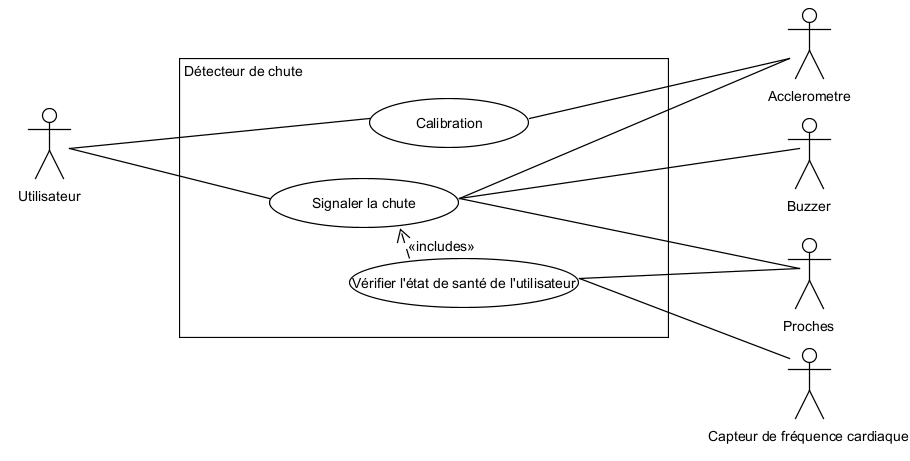 Détecteur de chute
Acclerometre
Calibration
Utilisateur
Signaler la chute
Buzzer
«includes»
Vérifier l'état de santé de l'utilisateur
Proches
Capteur de fréquence cardiaque